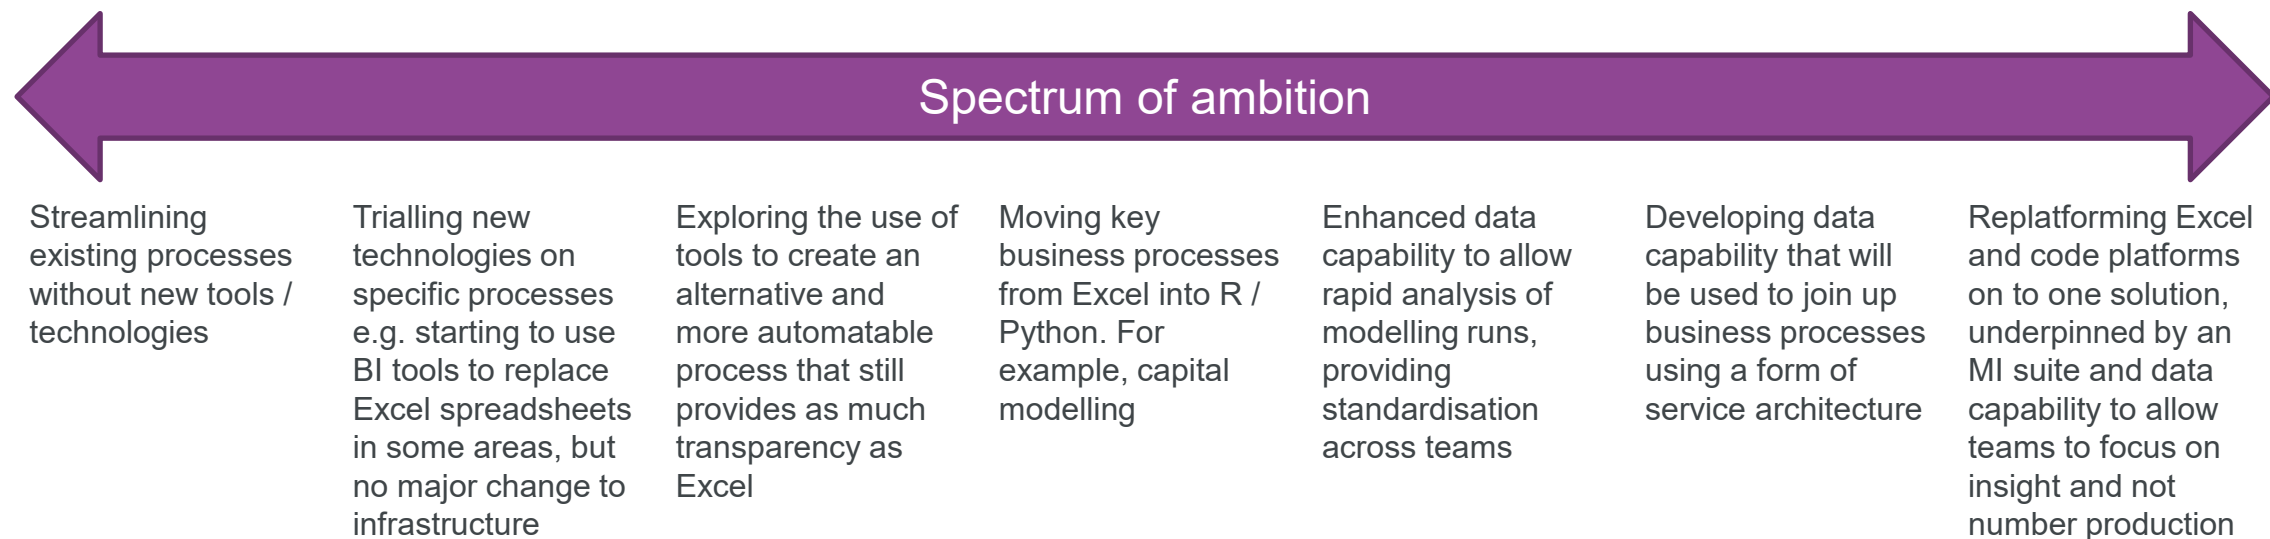 Spectrum of ambition
Streamlining
existing processes
without new tools /
technologies
Trialling new
technologies on
specific processes
e.g. starting to use
BI tools to replace
Excel spreadsheets
in some areas, but
no major change to
infrastructure
Exploring the use of
tools to create an
alternative and
more automatable
process that still
provides as much
transparency as
Excel
Moving key
business processes
from Excel into R /
Python. For
example, capital
modelling
Enhanced data
capability to allow
rapid analysis of
modelling runs,
providing
standardisation
across teams
Developing data
capability that will
be used to join up
business processes
using a form of
service architecture
Replatforming Excel
and code platforms
on to one solution,
underpinned by an
MI suite and data
capability to allow
teams to focus on
insight and not
number production